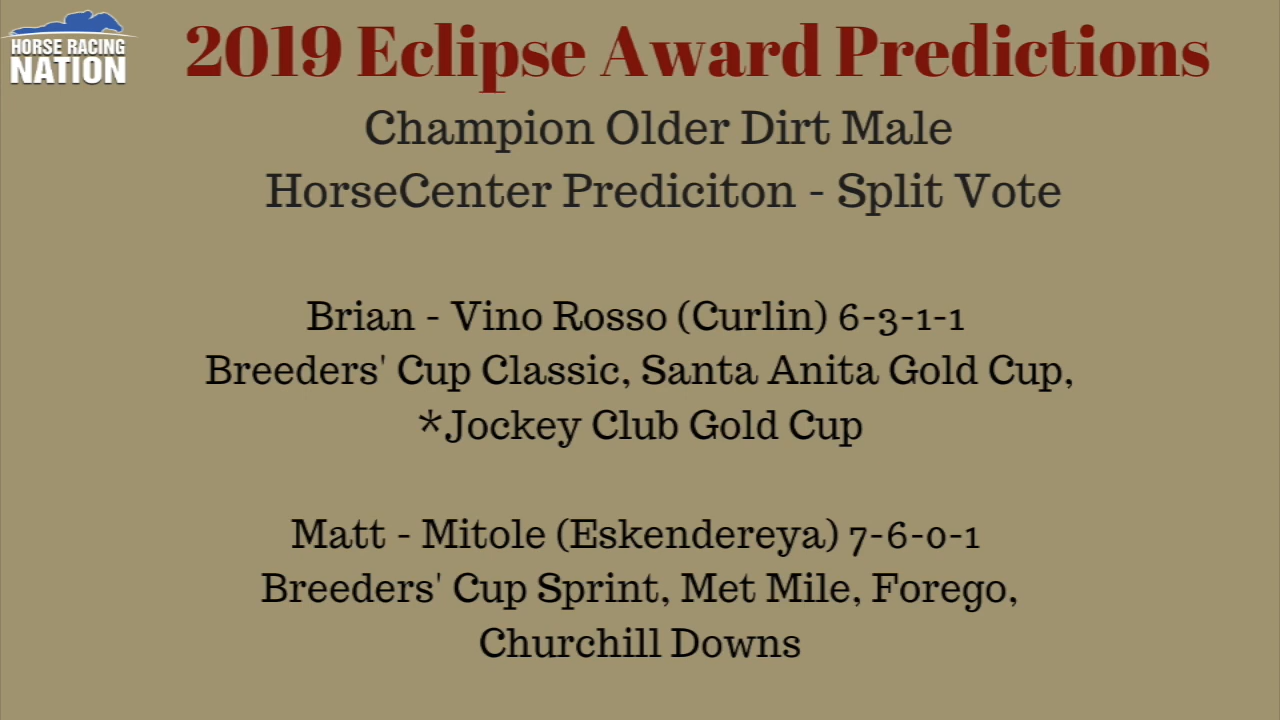 HORSE RACING
NATION
2019 Eclipse Award Predictions
Champion Older Dirt Male
HorseCenter Prediciton - Split Vote
Brian - Vino Rosso (Curlin) 6-3-1-1
Breeders' Cup Classic, Santa Anita Gold Cup,
*Jockey Club Gold Cup
Matt - Mitole (Eskendereya) 7-6-0-1
Breeders' Cup Sprint, Met Mile, Forego,
Churchill Downs